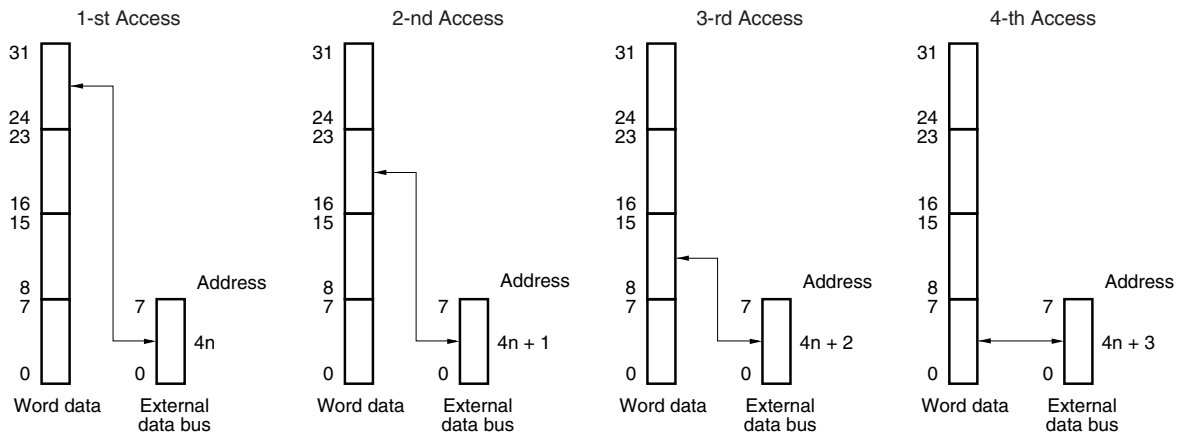 1-st Access
31
24
23
16
15
8
7
0
Address
7
4n
0
Word data
External
data bus
2-nd Access
31
24
23
16
15
8
7
0
Address
7
4n + 1
0
Word data
External
data bus
3-rd Access
31
24
23
16
15
8
7
0
Address
7
4n + 2
0
Word data
External
data bus
4-th Access
31
24
23
16
15
8
7
0
Address
7
4n + 3
0
Word data
External
data bus